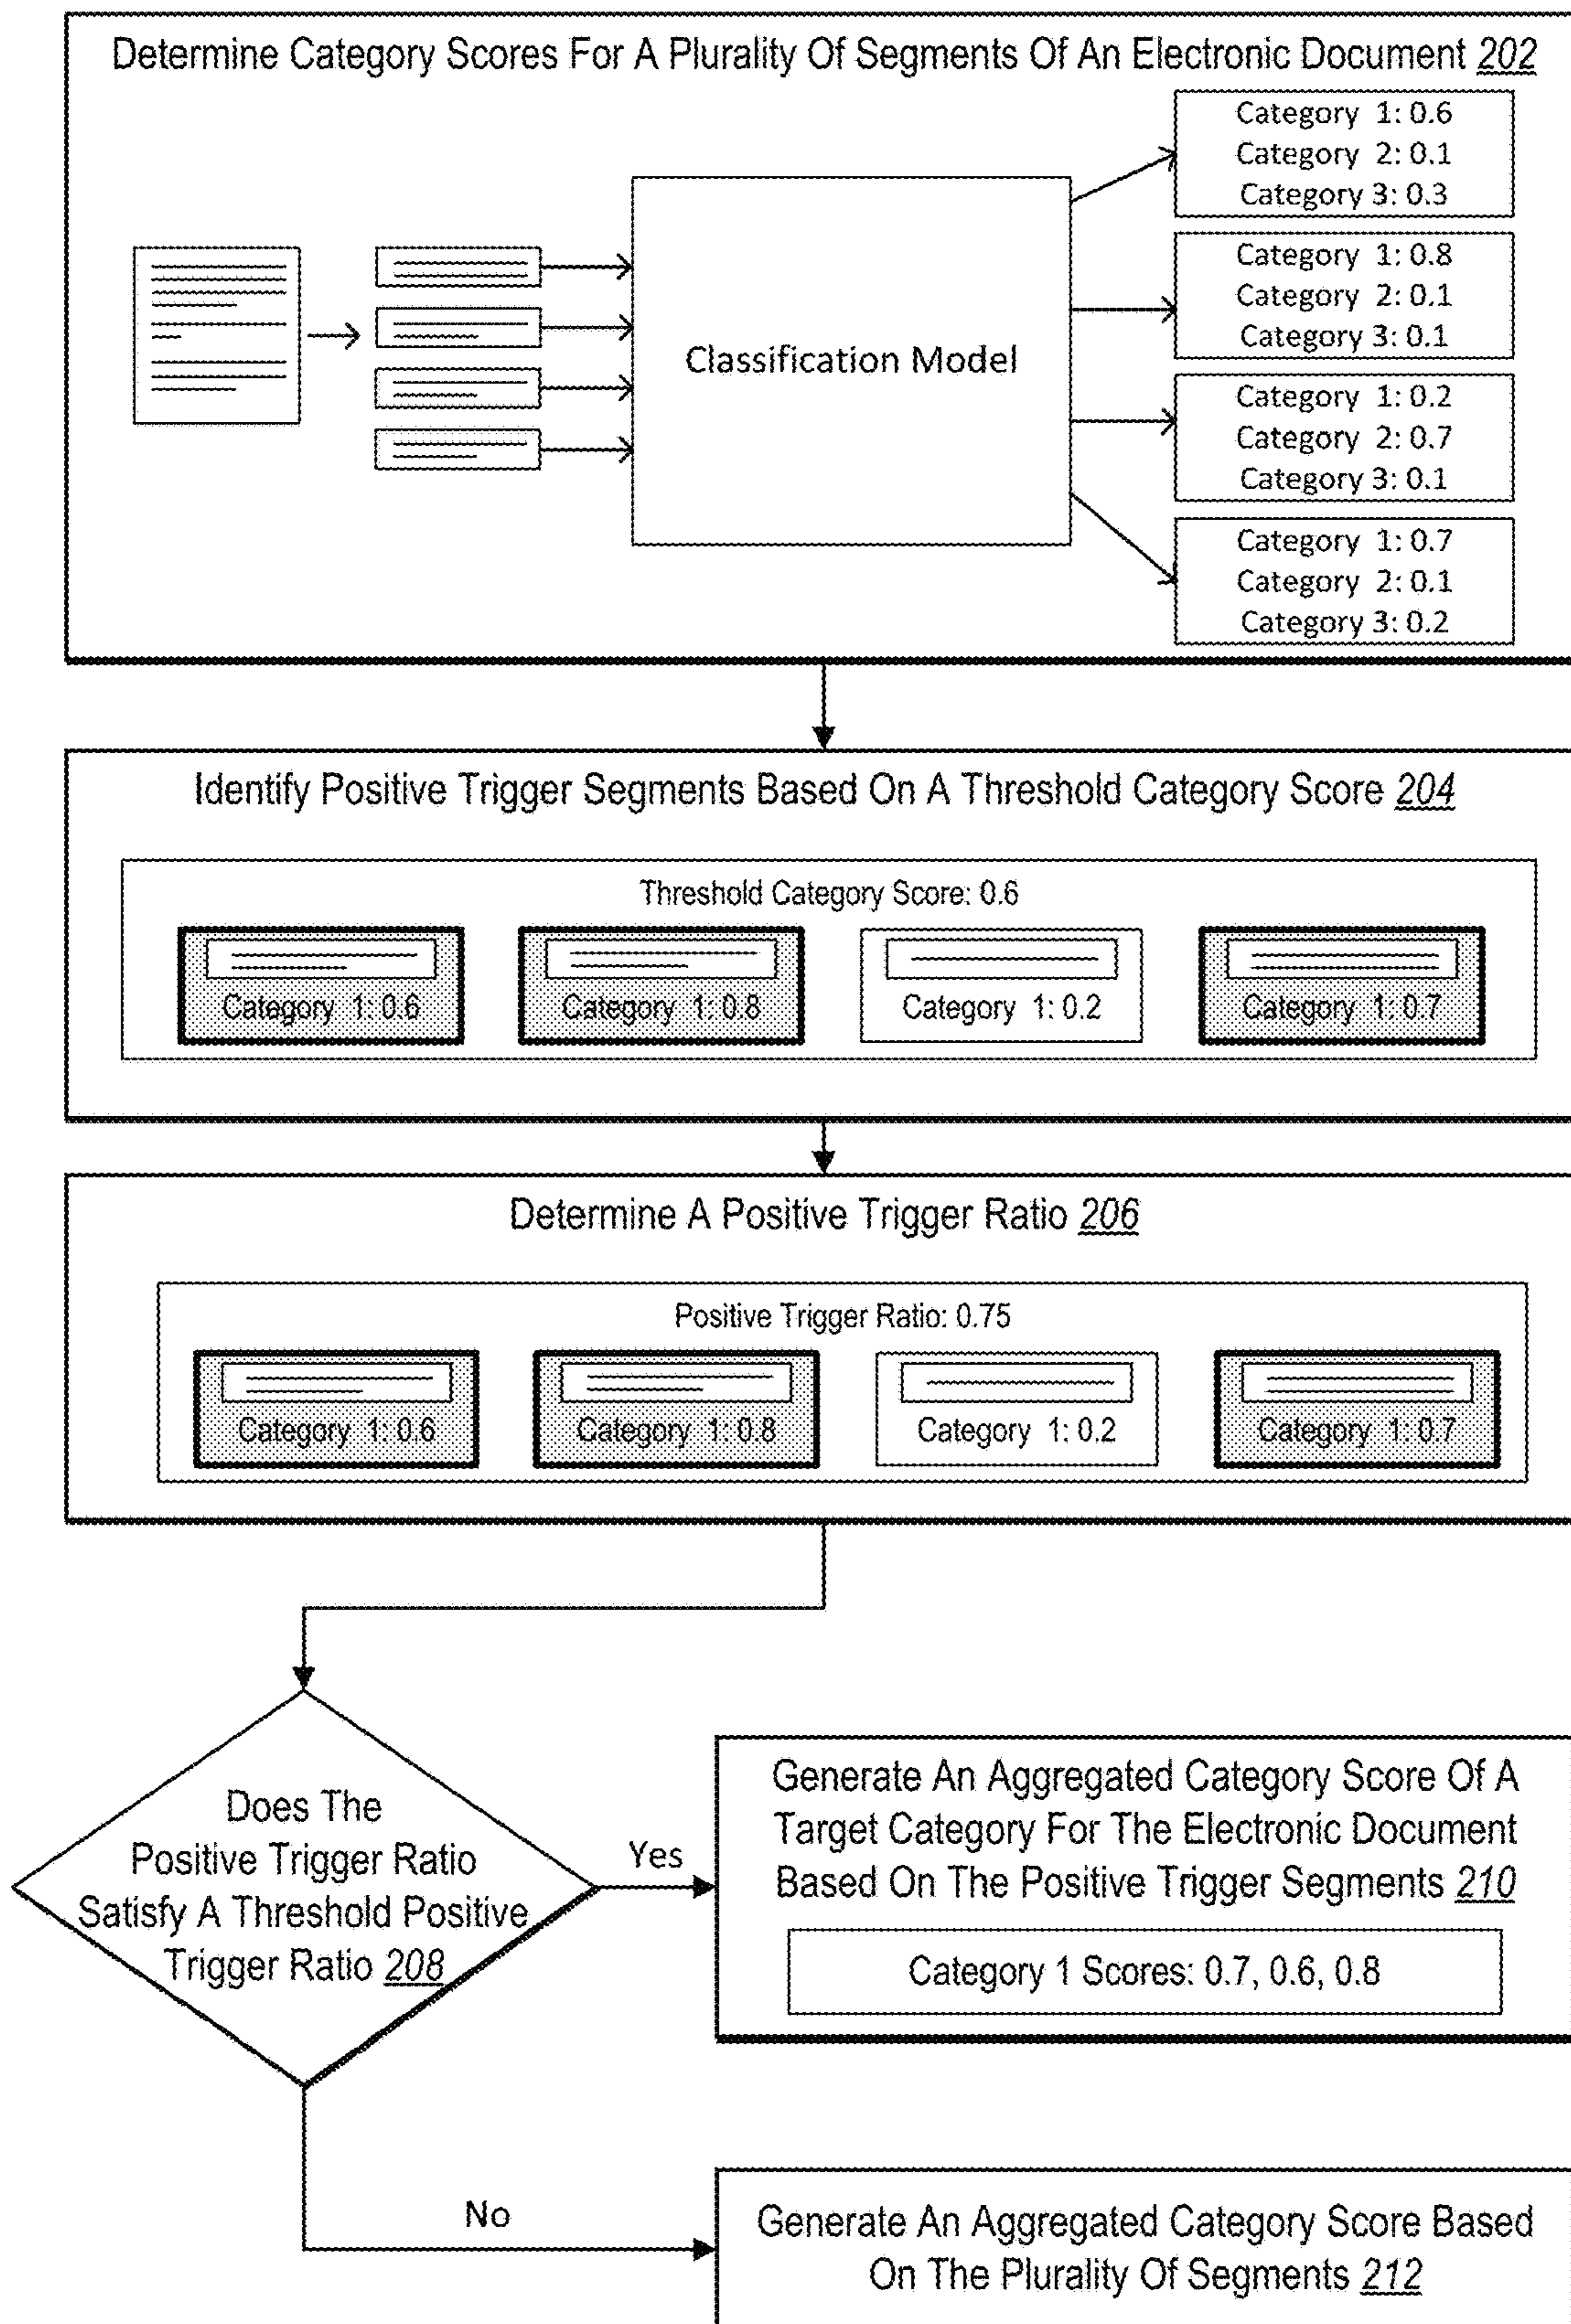 Determine Category Scores For A Plurality Of Segments Of An Electronic Document 202
Category 1: 0.6
Category 2: 0.1
Category 3: 0.3
Classification Model
Category 1: 0.8
Category 2: 0.1
Category 3: 0.1
Category 1: 0.2
Category 2: 0.7
Category 3: 0.1
Category 1: 0.7
Category 2: 0.1
Category 3: 0.2
Identify Positive Trigger Segments Based On A Threshold Category Score 204
Threshold Category Score: 0.6
Category 1: 0.6
Category 1: 0.8
Category 1: 0.2
Category 1: 0.7
Determine A Positive Trigger Ratio 206
Positive Trigger Ratio: 0.75
Category 1: 0.6
Category 1: 0.8
Category 1: 0.2
Category 1: 0.7
Does The
Positive Trigger Ratio
Satisfy A Threshold Positive
Trigger Ratio 208
Yes
Generate An Aggregated Category Score Of A
Target Category For The Electronic Document
Based On The Positive Trigger Segments 210
Category 1 Scores: 0.7, 0.6, 0.8
No
Generate An Aggregated Category Score Based
On The Plurality Of Segments 212